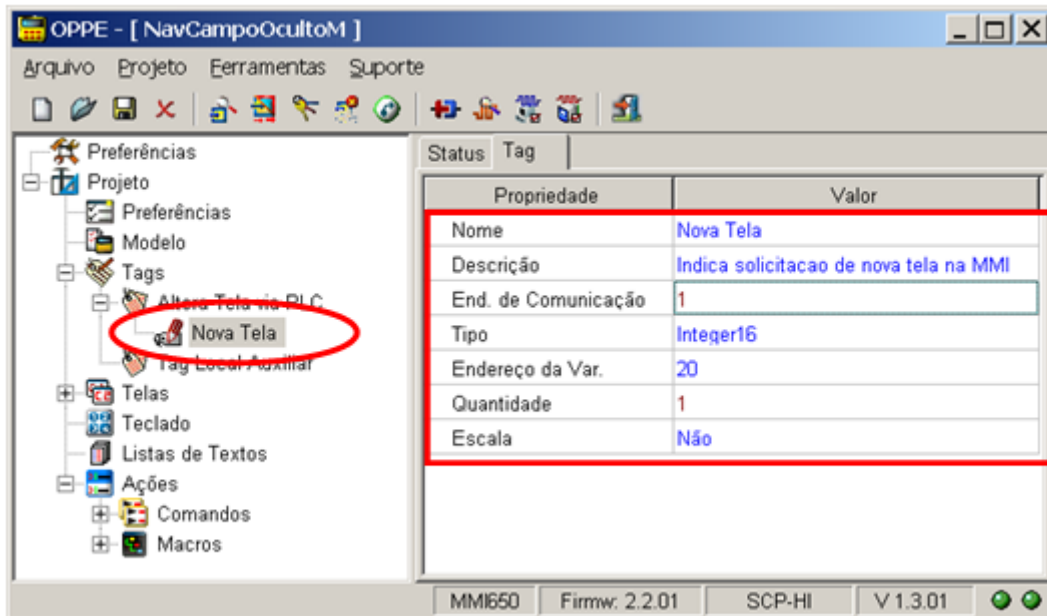 OPPE - [ NavCampoOcultoM ]
Arquivo Projeto Ferramentas Suporte
Preferências
Projeto
Preferências
Modelo
Tags
Altera Tela via PLC
Nova Tela
Tag Local Auxiliar
Telas
Teclado
Listas de Textos
Ações
Comandos
Macros
Status Tag
Propriedade Valor
Nome Nova Tela
Descrição Indica solicitacao de nova tela na MMI
End. de Comunicação 1
Tipo Integer16
Endereço da Var. 20
Quantidade 1
Escala Não
MMI650 Firmw: 2.2.01 SCP-HI V 1.3.01